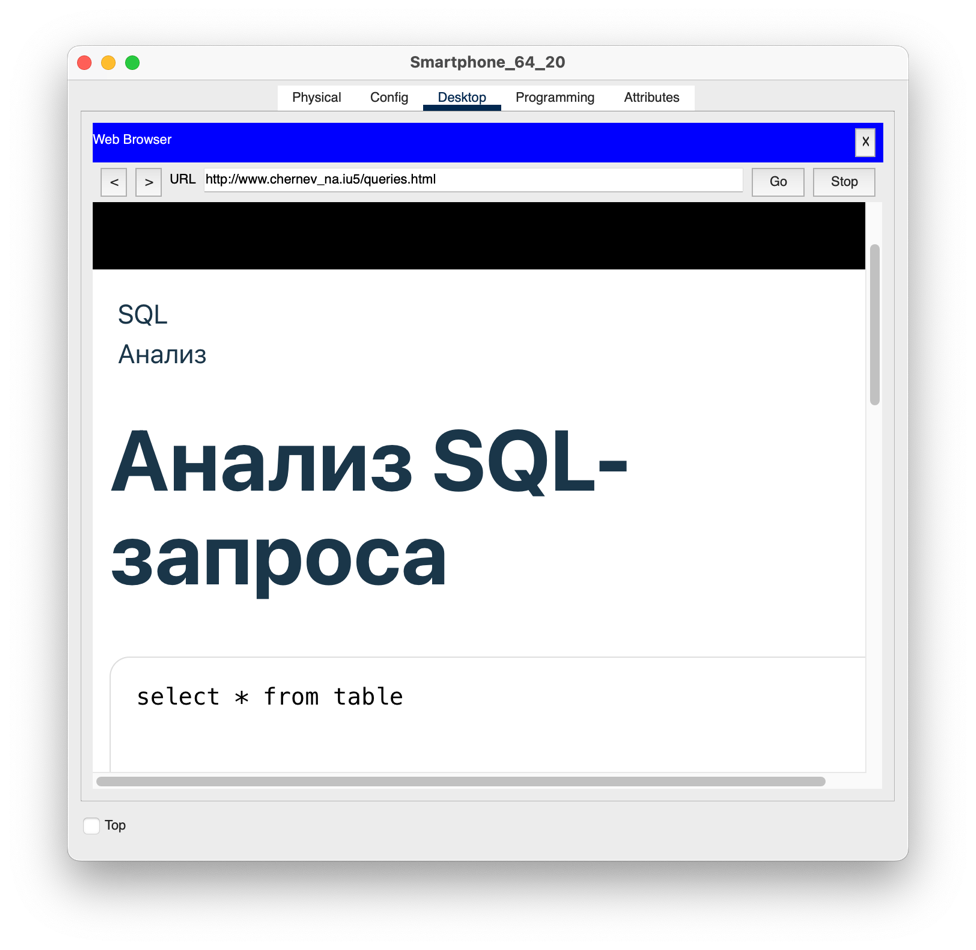 Smartphone_64_20
Physical Config Desktop Programming Attributes
Web Browser X
< > URL http://www.chernev_na.iu5/queries.html Go Stop
SQL
Анализ
Анализ SQL-
запроса
select * from table
Top